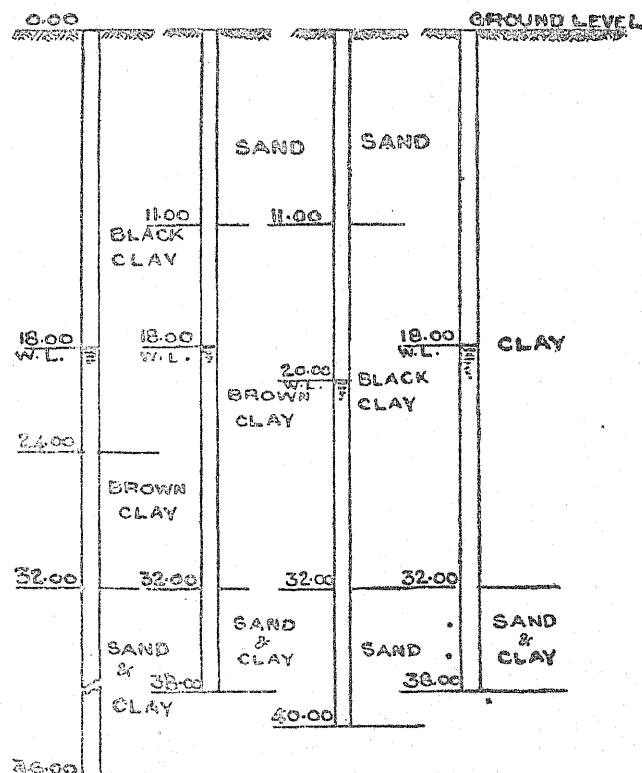 0.00 GROUND LEVEL
SAND SAND
11.00 11.00
BLACK
CLAY
18.00 18.00 18.00
W.L. W.L. W.L. CLAY
20.00
W.L.
BROWN
CLAY
BLACK
CLAY
24.00
BROWN
CLAY
32.00 32.00 32.00 32.00
SAND
&
CLAY
SAND
&
CLAY
SAND
SAND
&
CLAY
38.00 38.00
40.00